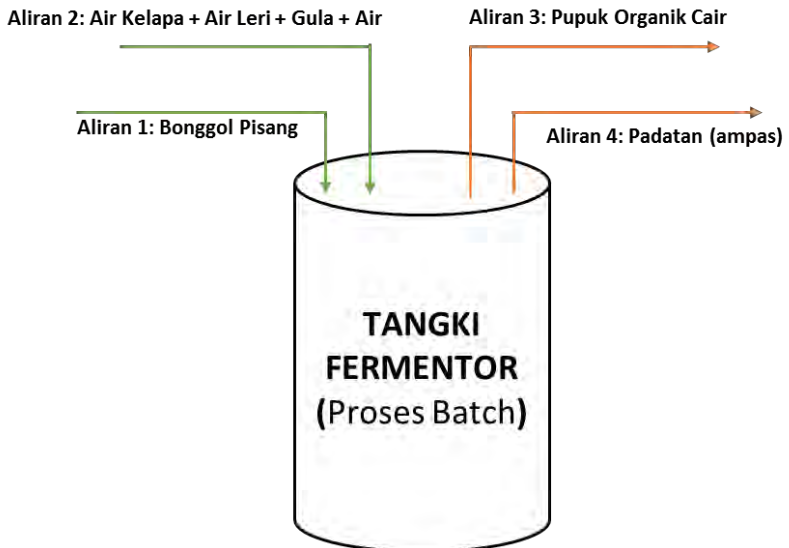 Aliran 2: Air Kelapa + Air Leri + Gula + Air
Aliran 3: Pupuk Organik Cair
Aliran 1: Bonggol Pisang
Aliran 4: Padatan (ampas)
TANGKI
FERMENTOR
(Proses Batch)